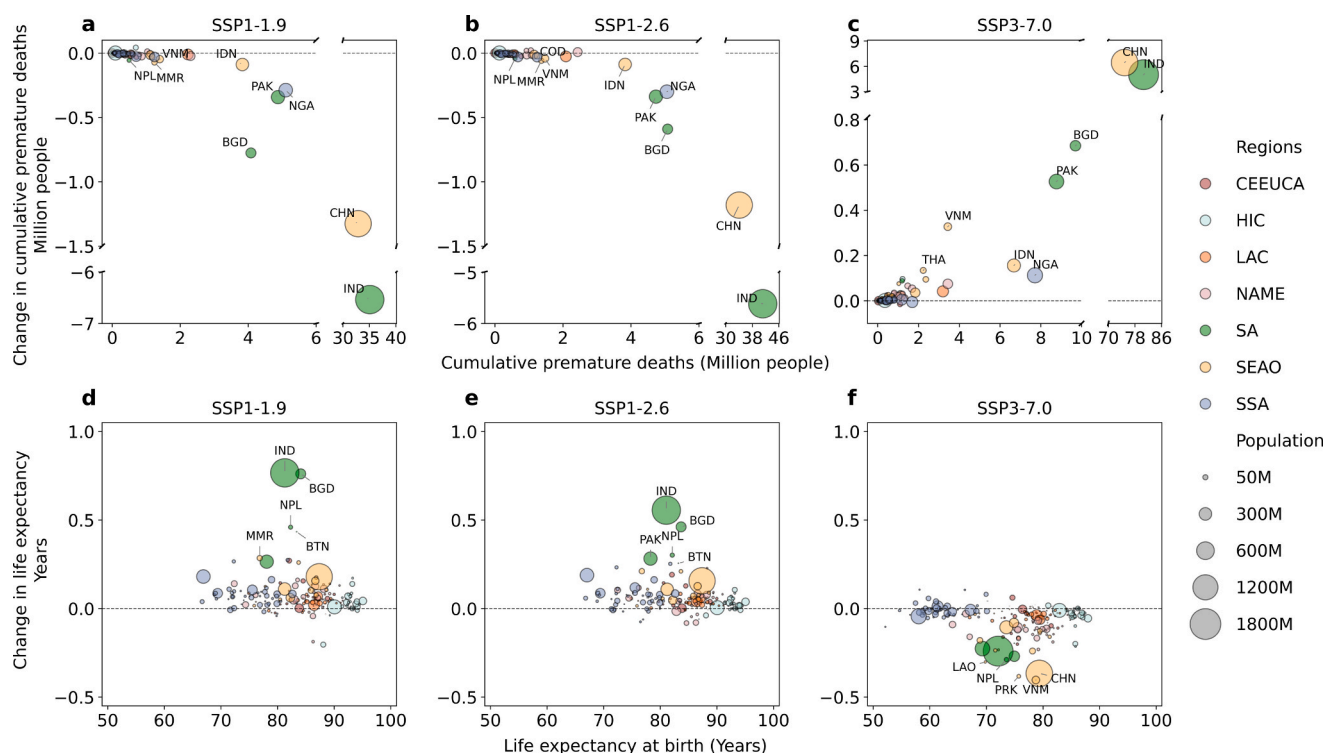 a
SSP1-1.9
b
SSP1-2.6
c
SSP3-7.0
Change in cumulative premature deaths
Million people
0.0
−0.5
−1.0
−1.5
−6
−7
0
2
4
6
30
35
40
VNM
IDN
NPL
MMR
PAK
NGA
BGD
CHN
IND
0.0
−0.5
−1.0
−1.5
−5
−6
0
2
4
6
30
38
46
COD
NPL
MMR
VNM
IDN
NGA
PAK
BGD
CHN
IND
9
6
3
0.8
0.6
0.4
0.2
0.0
0
2
4
6
8
10
70
78
86
CHN
IND
BGD
PAK
VNM
THA
IDN
NGA
Cumulative premature deaths (Million people)
d
SSP1-1.9
e
SSP1-2.6
f
SSP3-7.0
Change in life expectancy
Years
1.0
0.5
0.0
−0.5
50
60
70
80
90
100
IND
BGD
NPL
MMR
BTN
1.0
0.5
0.0
−0.5
50
60
70
80
90
100
IND
BGD
PAK
NPL
BTN
1.0
0.5
0.0
−0.5
50
60
70
80
90
100
LAO
NPL
PRK
VNM
CHN
Life expectancy at birth (Years)
Regions
CEEUCA
HIC
LAC
NAME
SA
SEAO
SSA
Population
50M
300M
600M
1200M
1800M